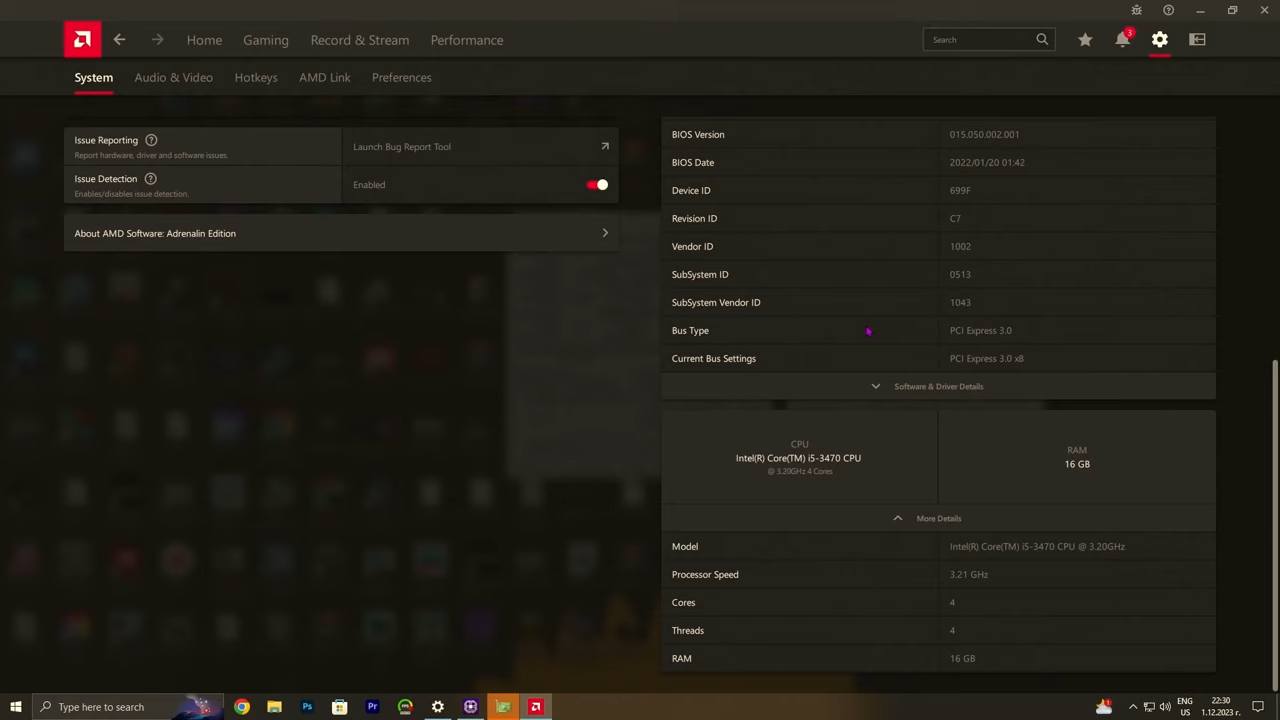 Home
Gaming
Record & Stream
Performance
Search
3
System
Audio & Video
Hotkeys
AMD Link
Preferences
Issue Reporting
Report hardware, driver and software issues.
Launch Bug Report Tool
Issue Detection
Enables/disables issue detection.
Enabled
About AMD Software: Adrenalin Edition
BIOS Version 015.050.002.001
BIOS Date 2022/01/20 01:42
Device ID 699F
Revision ID C7
Vendor ID 1002
SubSystem ID 0513
SubSystem Vendor ID 1043
Bus Type PCI Express 3.0
Current Bus Settings PCI Express 3.0 x8
Software & Driver Details
CPU
Intel(R) Core(TM) i5-3470 CPU
@ 3.20GHz 4 Cores
RAM
16 GB
More Details
Model Intel(R) Core(TM) i5-3470 CPU @ 3.20GHz
Processor Speed 3.21 GHz
Cores 4
Threads 4
RAM 16 GB
Type here to search
Ps
Pr
1
ENG
US
22:30
1.12.2023 г.